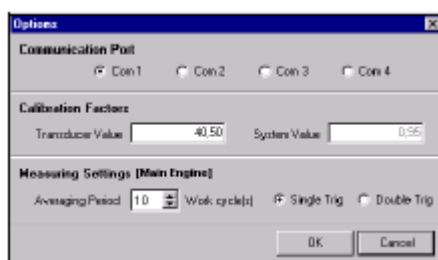 Options
Communication Port
Com 1 Com 2 Com 3 Com 4
Calibration Factors
Transducer Value 40,50 System Value 0,95
Measuring Settings [Main Engine]
Averaging Period 10 Work cycle(s) Single Trig Double Trig
OK Cancel